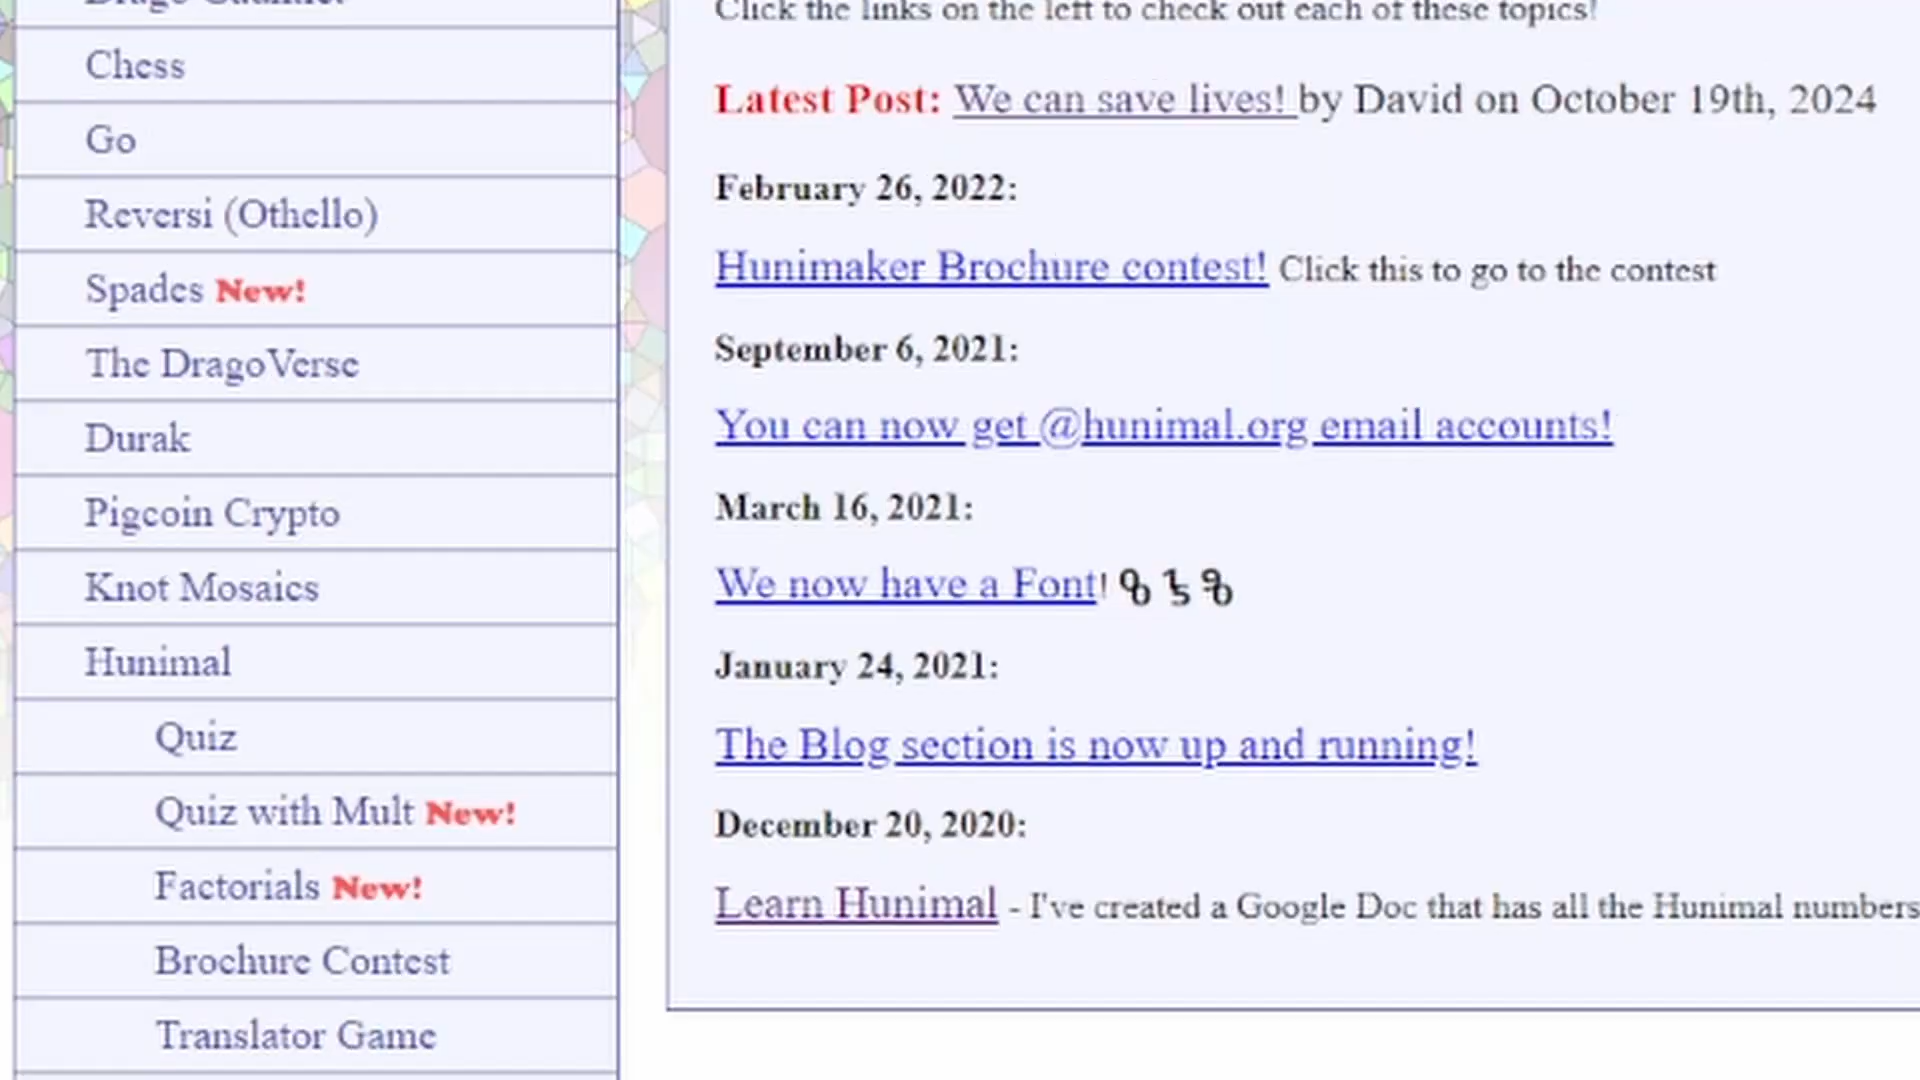 Click the links on the left to check out each of these topics!
Chess
Go
Reversi (Othello)
Spades New!
The DragoVerse
Durak
Pigcoin Crypto
Knot Mosaics
Hunimal
Quiz
Quiz with Mult New!
Factorials New!
Brochure Contest
Translator Game
Latest Post: We can save lives! by David on October 19th, 2024
February 26, 2022:
Hunimaker Brochure contest! Click this to go to the contest
September 6, 2021:
You can now get @hunimal.org email accounts!
March 16, 2021:
We now have a Font!
January 24, 2021:
The Blog section is now up and running!
December 20, 2020:
Learn Hunimal - I've created a Google Doc that has all the Hunimal numbers